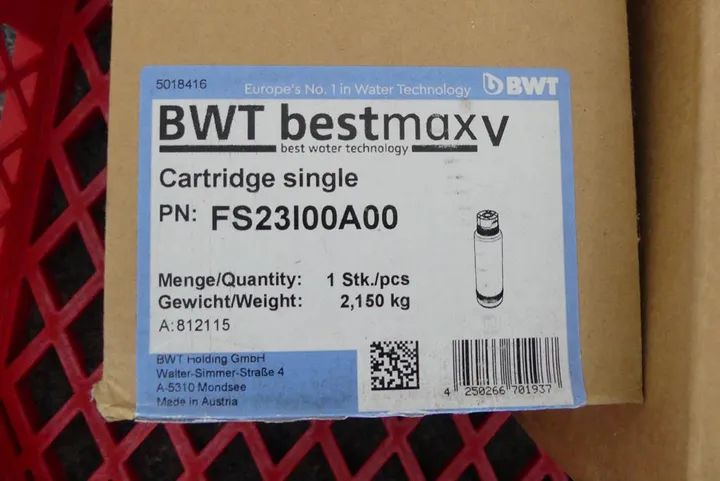 5018416
Europe's No. 1 in Water Technology
BWT
BWT bestmax V
best water technology
Cartridge single
PN: FS23I00A00
Menge/Quantity: 1 Stk./pcs
Gewicht/Weight: 2,150 kg
A:812115
BWT Holding GmbH
Walter-Simmer-Straße 4
A-5310 Mondsee
Made in Austria
4 250266 701937